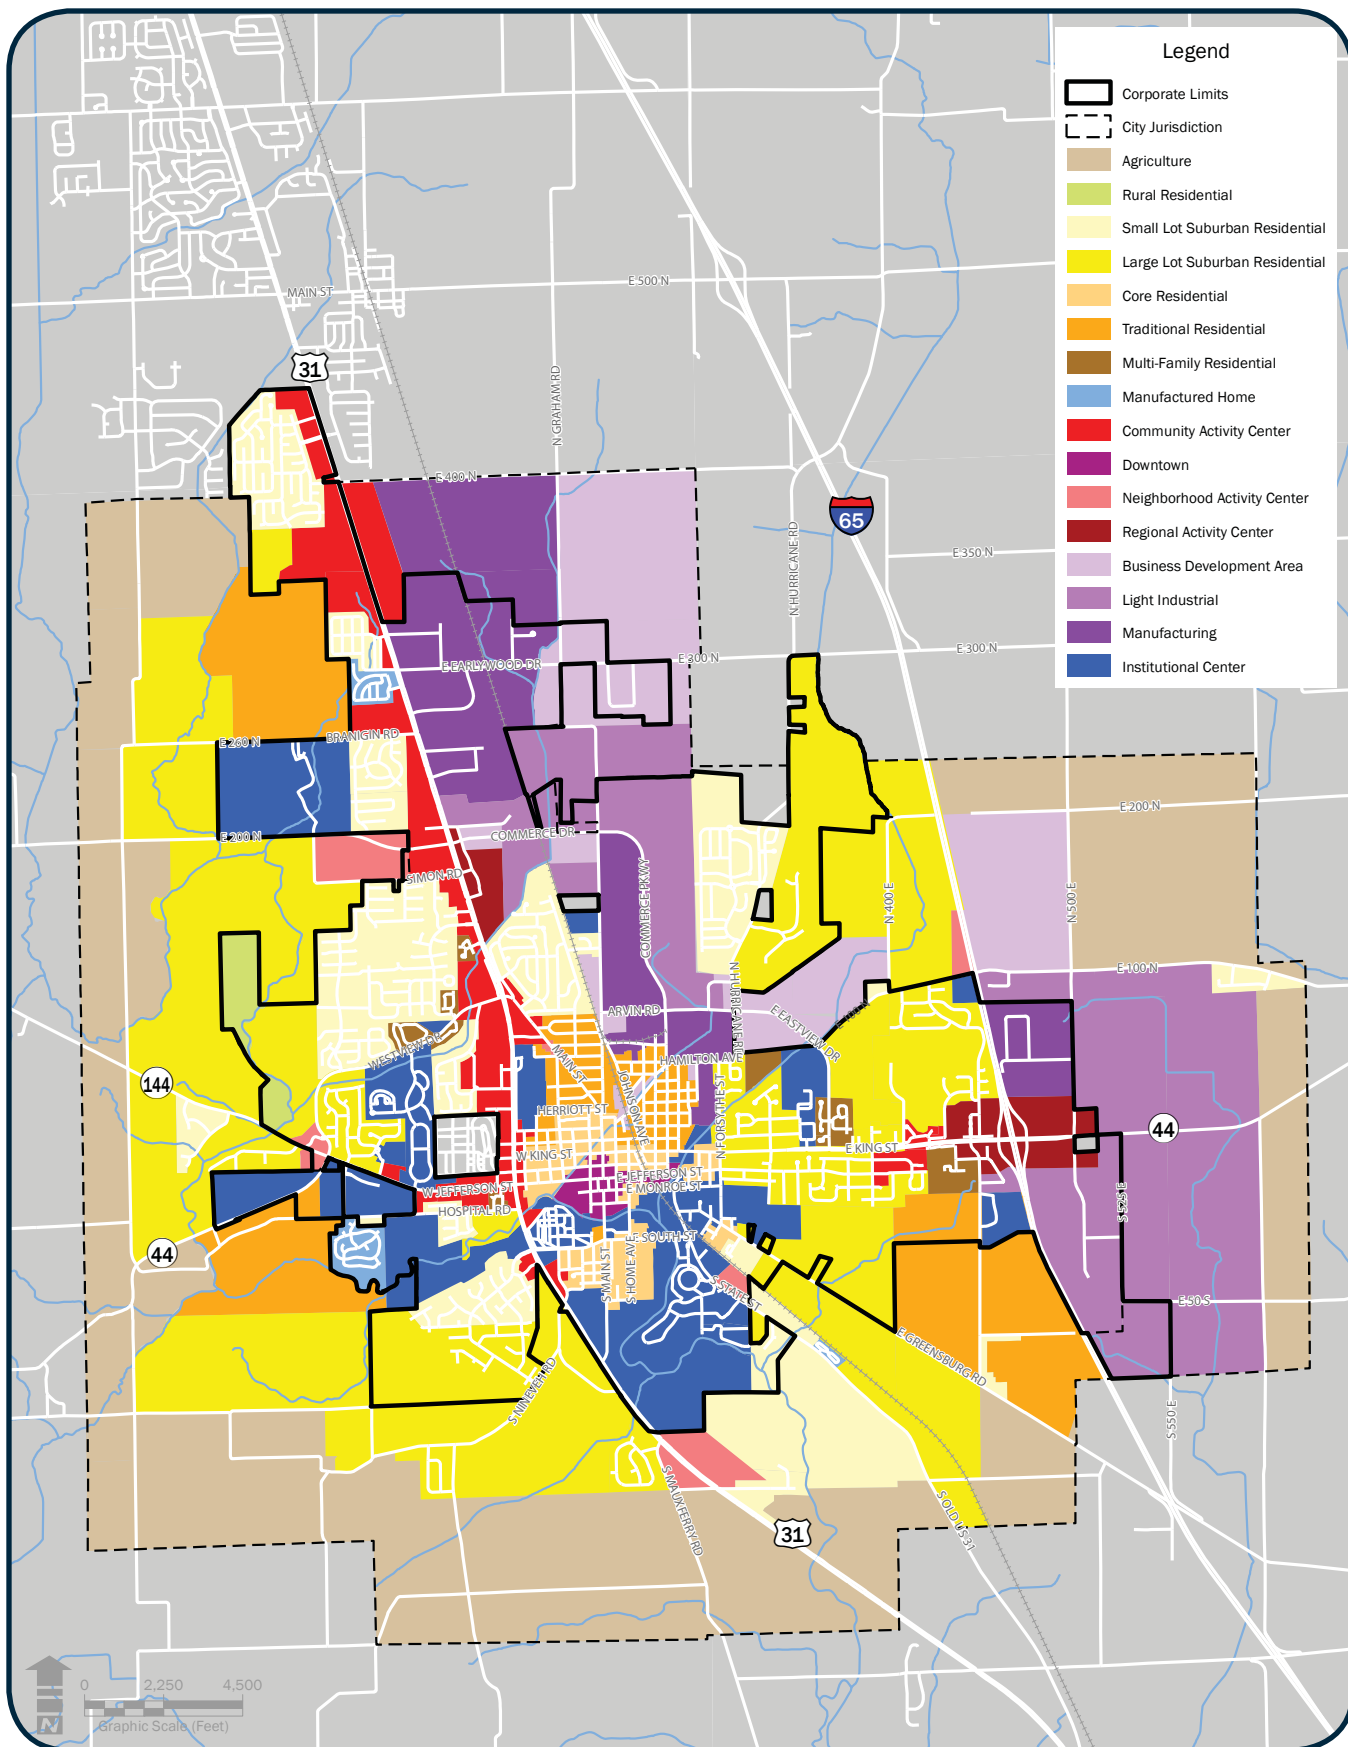 Legend
Corporate Limits
City Jurisdiction
Agriculture
Rural Residential
Small Lot Suburban Residential
Large Lot Suburban Residential
Core Residential
Traditional Residential
Multi-Family Residential
Manufactured Home
Community Activity Center
Downtown
Neighborhood Activity Center
Regional Activity Center
Business Development Area
Light Industrial
Manufacturing
Institutional Center
MAIN ST
E 500 N
31
N GRAHAM RD
E 400 N
65
N HURRICANE RD
E 350 N
E 300 N
E 300 N
E EARLYWOOD DR
E 260 N
BRANIGIN RD
E 200 N
E 200 N
COMMERCE DR
SIMON RD
COMMERCE PKWY
N 400 E
N 500 E
E 100 N
N HURRICANE RD
ARVIN RD
E EASTVIEW DR
E 100 N
WESTVIEW DR
MAIN ST
HAMILTON AVE
144
JOHNSON AVE
N FORSYTHE ST
HERRIOTT ST
44
W KING ST
E KING ST
E JEFFERSON ST
W JEFFERSON ST
E MONROE ST
HOSPITAL RD
S 525 E
44
E SOUTH ST
S MAIN ST
S HOME AVE
S STATE ST
E 50 S
E GREENSBURG RD
S NINEVEH RD
S 550 E
S MAUXFERRY RD
S OLD US 31
31
N
0 2,250 4,500
Graphic Scale (Feet)